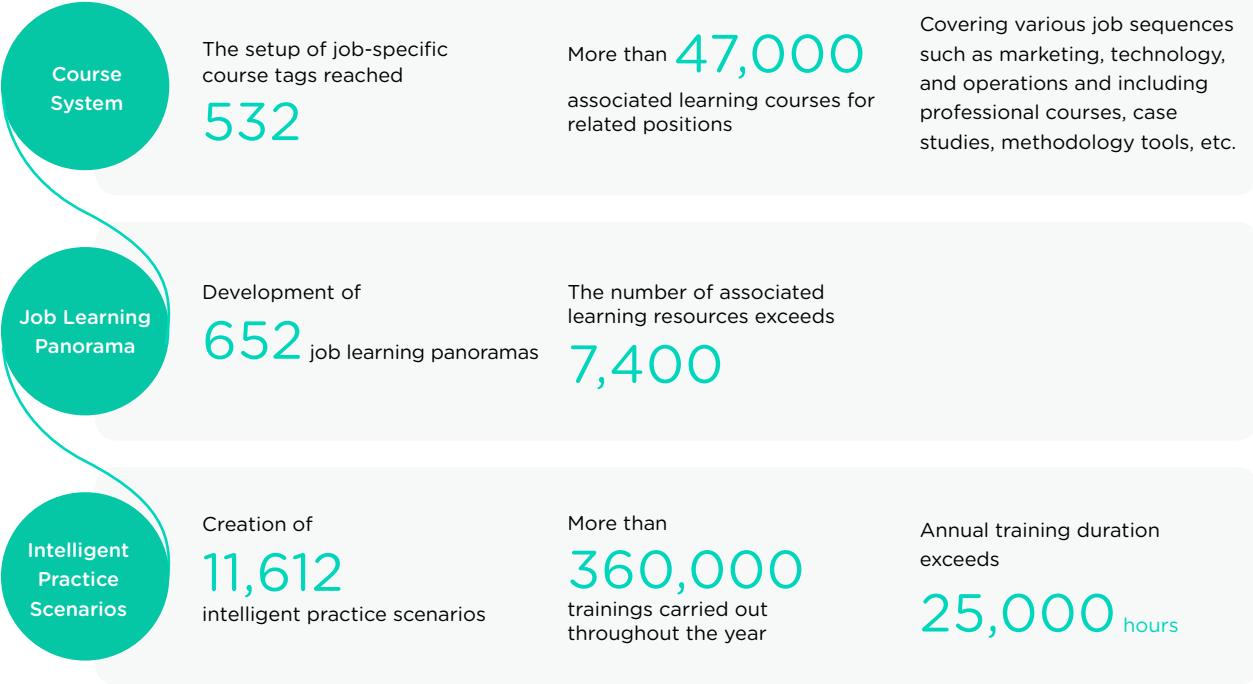 Course
System
The setup of job-specific
course tags reached
532
More than 47,000
associated learning courses for
related positions
Covering various job sequences
such as marketing, technology,
and operations and including
professional courses, case
studies, methodology tools, etc.
Job Learning
Panorama
Development of
652 job learning panoramas
The number of associated
learning resources exceeds
7,400
Intelligent
Practice
Scenarios
Creation of
11,612
intelligent practice scenarios
More than
360,000
trainings carried out
throughout the year
Annual training duration
exceeds
25,000 hours